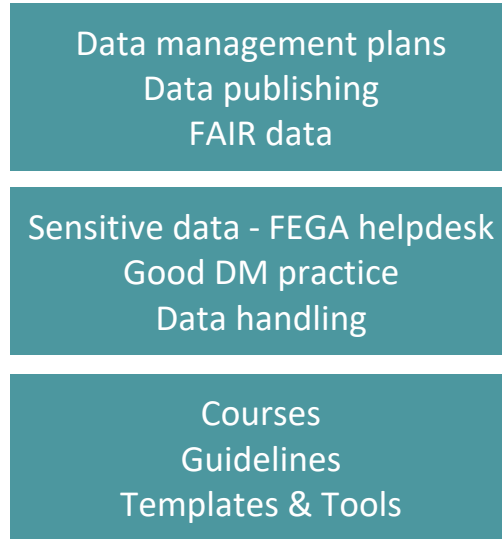 Data management plans
Data publishing
FAIR data
Sensitive data - FEGA helpdesk
Good DM practice
Data handling
Courses
Guidelines
Templates & Tools